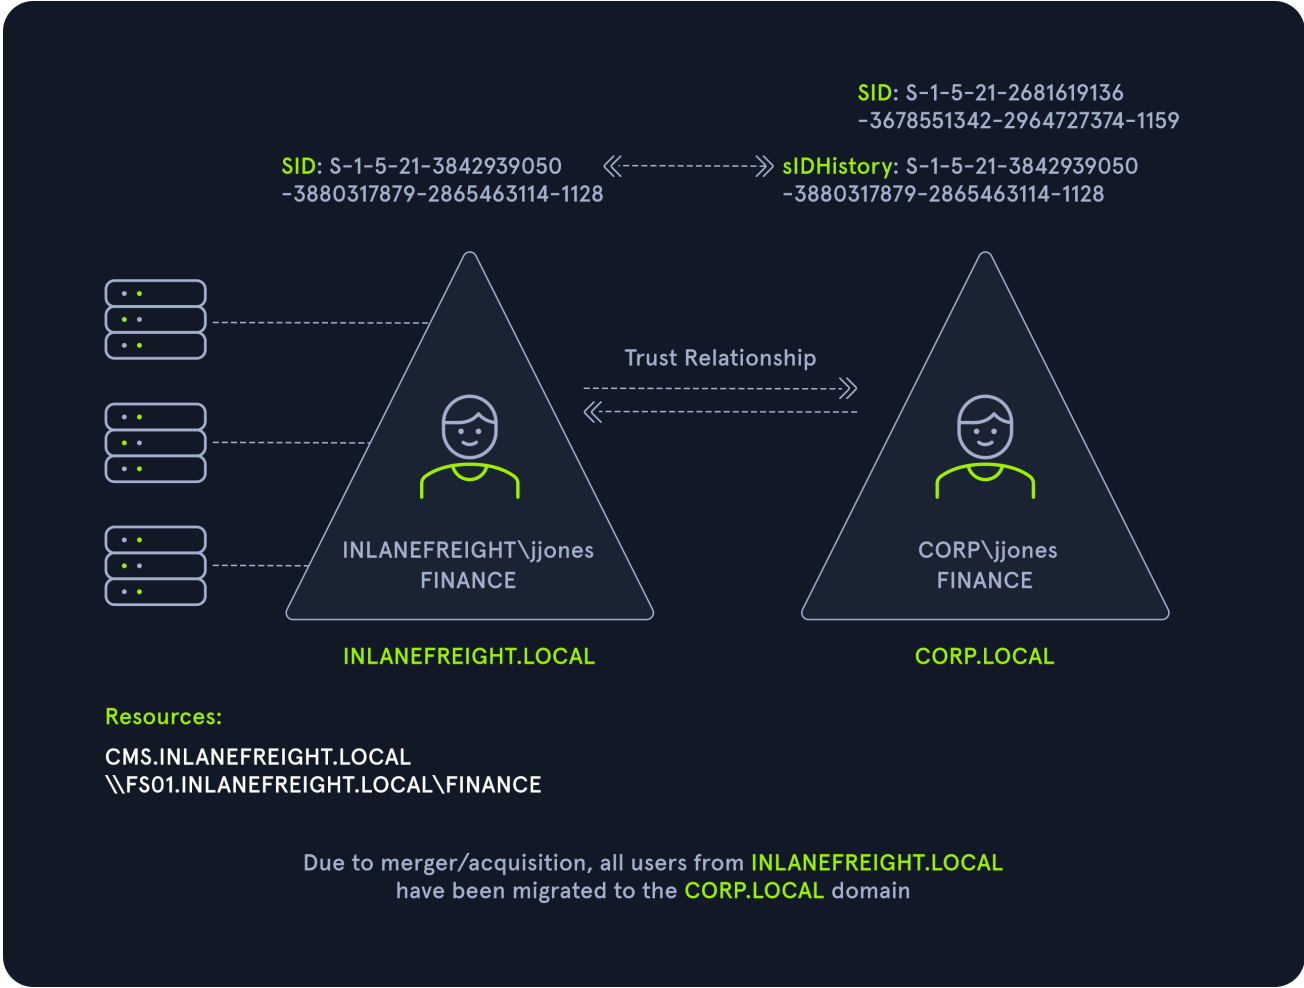 SID: S-1-5-21-2681619136
-3678551342-2964727374-1159
SID: S-1-5-21-3842939050
-3880317879-2865463114-1128
sIDHistory: S-1-5-21-3842939050
-3880317879-2865463114-1128
Trust Relationship
INLANEFREIGHT\jjones
FINANCE
CORP\jjones
FINANCE
INLANEFREIGHT.LOCAL
CORP.LOCAL
Resources:
CMS.INLANEFREIGHT.LOCAL
\\FS01.INLANEFREIGHT.LOCAL\FINANCE
Due to merger/acquisition, all users from INLANEFREIGHT.LOCAL
have been migrated to the CORP.LOCAL domain